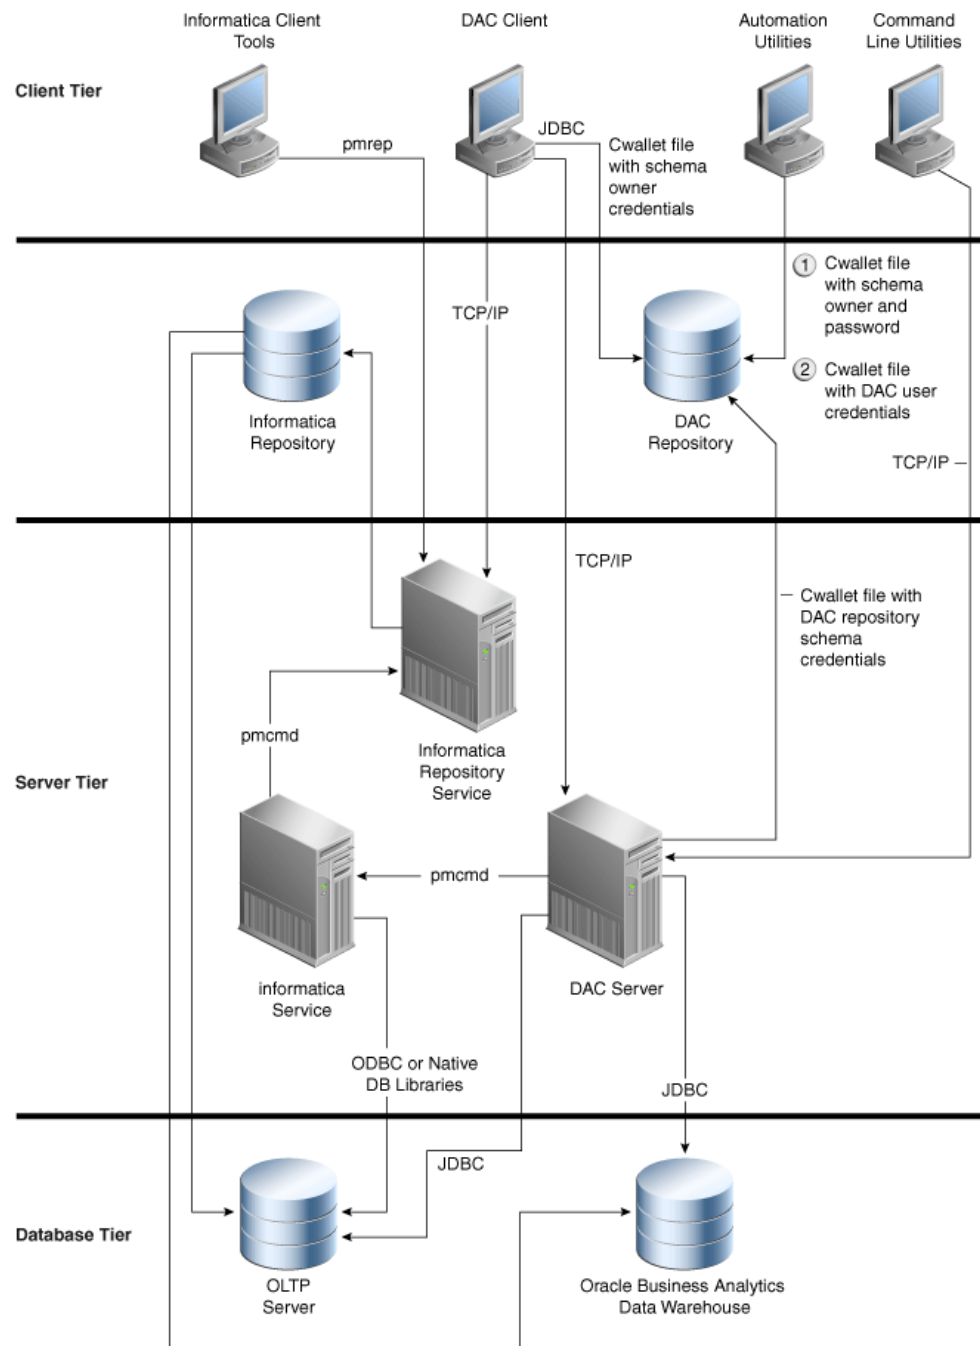 Informatica Client
Tools
DAC Client
Automation
Utilities
Command
Line Utilities
Client Tier
pmrep
JDBC
Cwallet file
with schema
owner
credentials
TCP/IP
1 Cwallet file
with schema
owner and
password
2 Cwallet file
with DAC user
credentials
Informatica
Repository
DAC
Repository
TCP/IP
TCP/IP
Cwallet file with
DAC repository
schema
credentials
pmcmd
Informatica
Repository
Service
Server Tier
pmcmd
informatica
Service
DAC Server
ODBC or Native
DB Libraries
JDBC
JDBC
Database Tier
OLTP
Server
Oracle Business Analytics
Data Warehouse